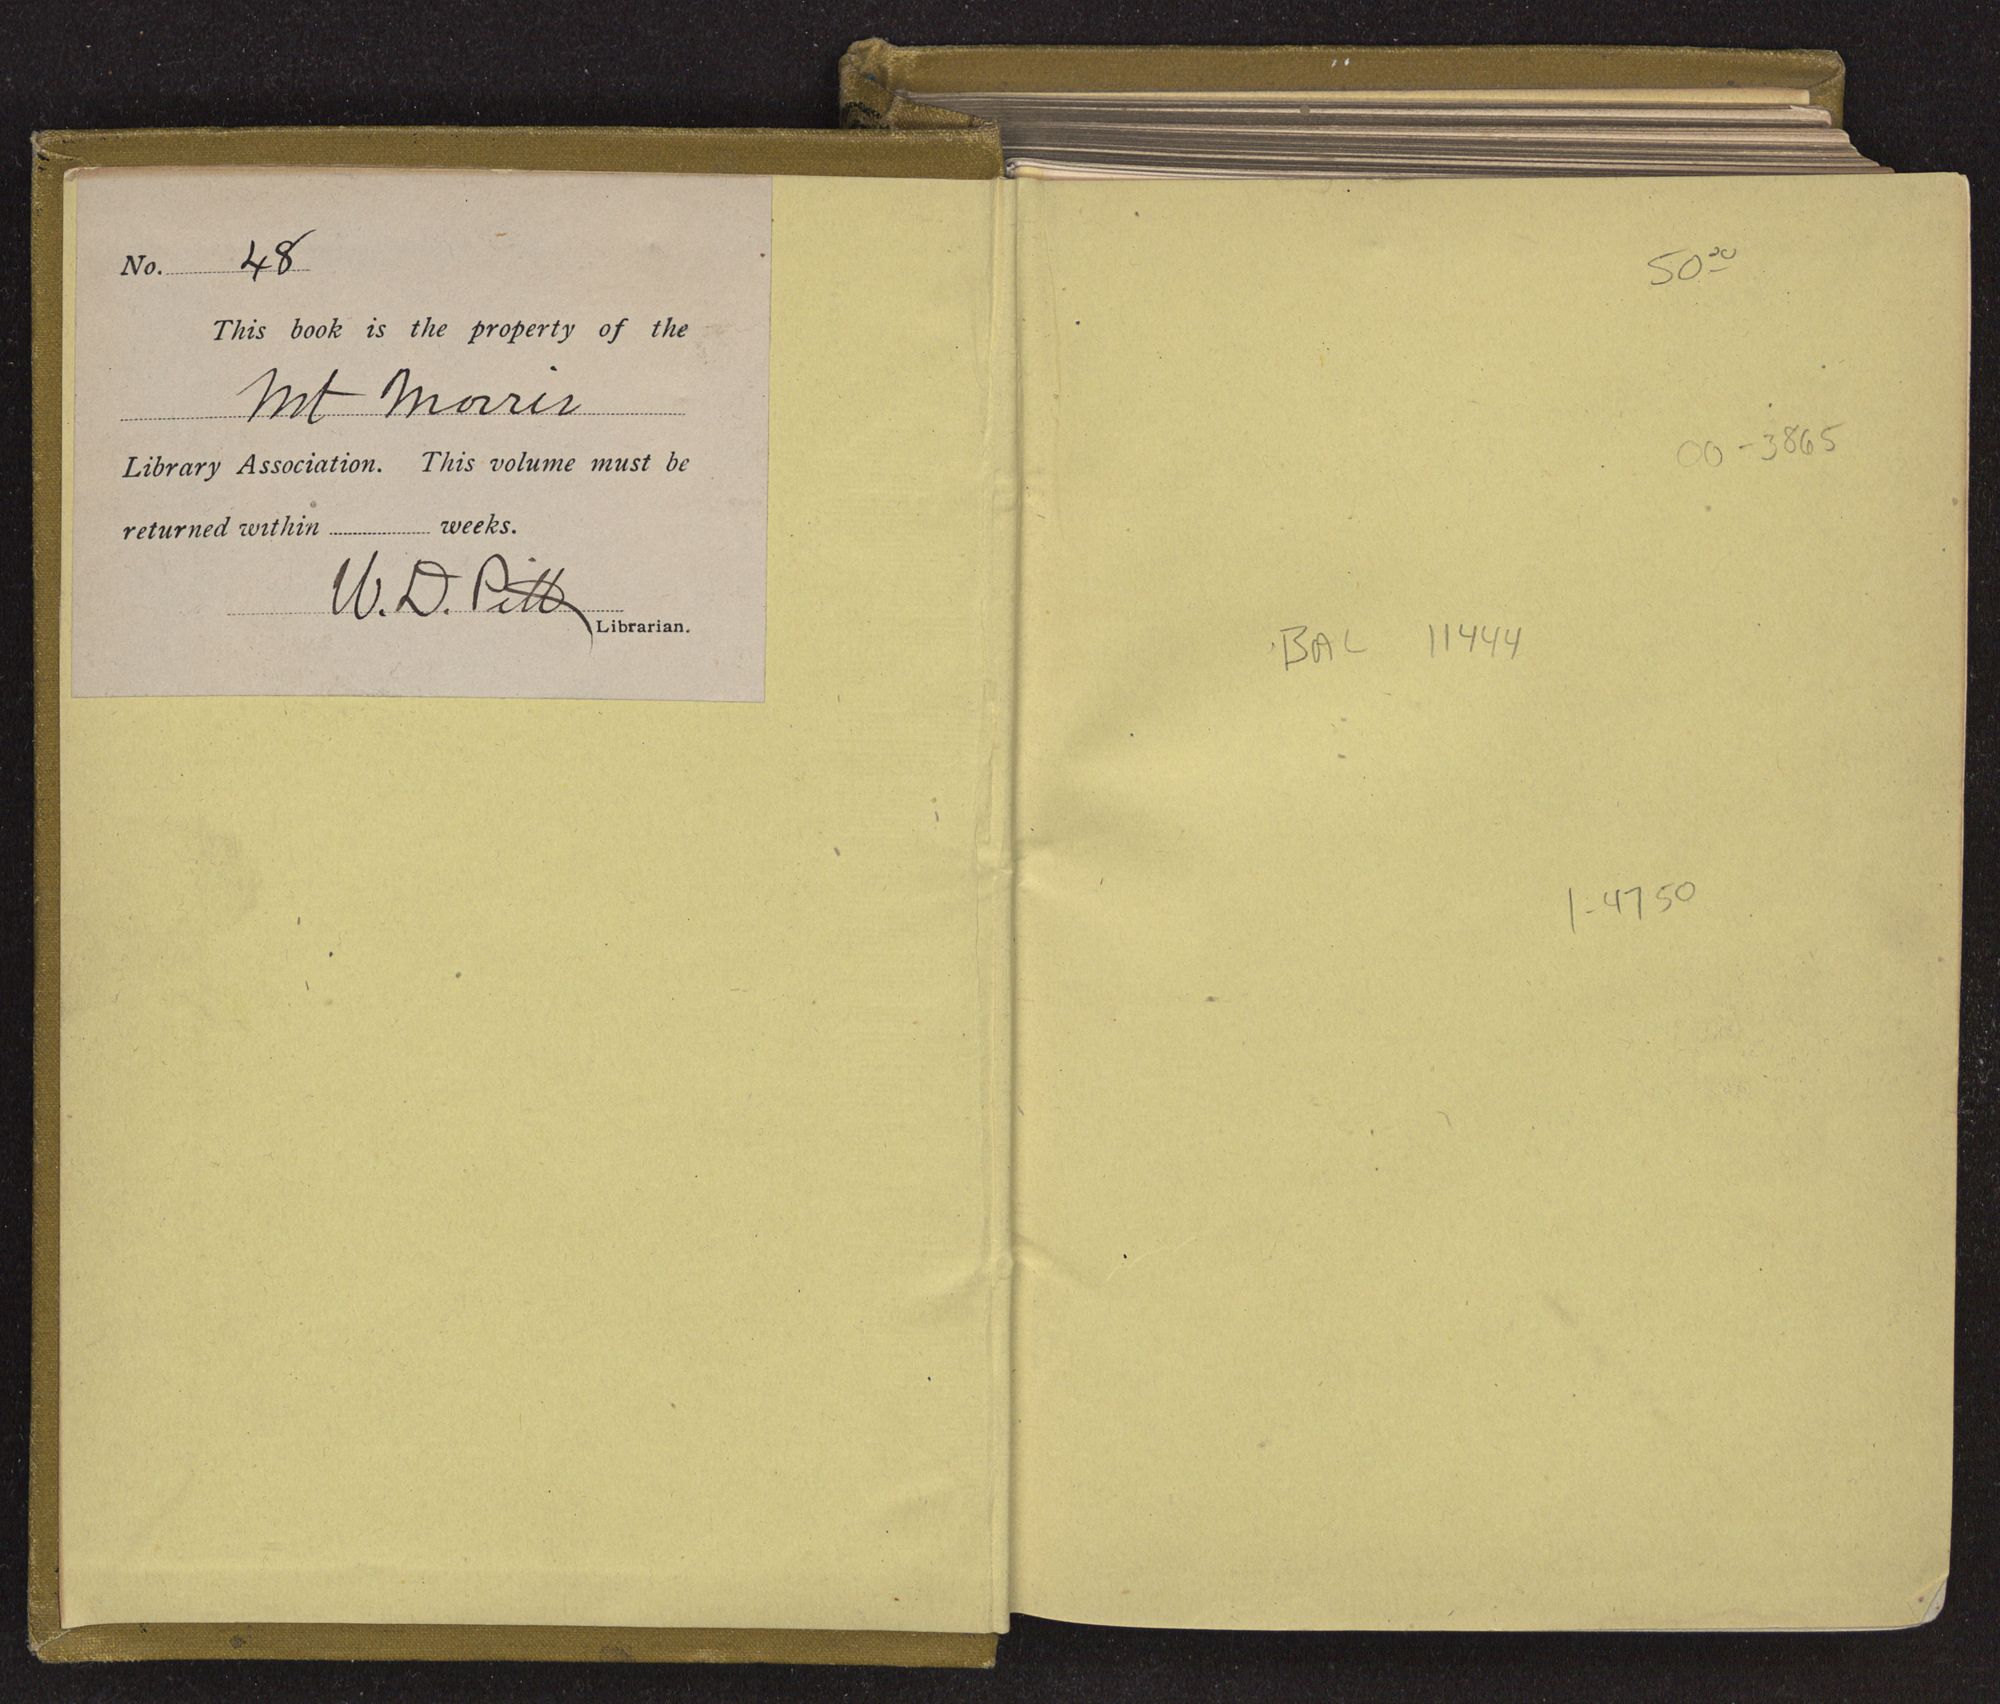 No. 48
This book is the property of the
Mt Morris
Library Association. This volume must be
returned within ............ weeks.
W. D. Pitt
Librarian.
50.00
00-3865
BAL 11444
1-4750